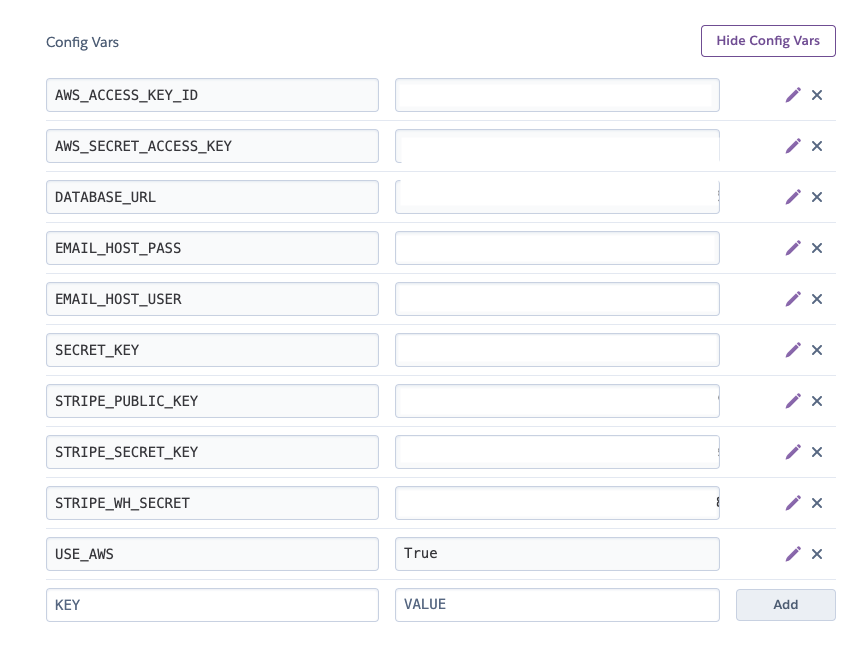 Config Vars
Hide Config Vars
AWS_ACCESS_KEY_ID
AWS_SECRET_ACCESS_KEY
DATABASE_URL
EMAIL_HOST_PASS
EMAIL_HOST_USER
SECRET_KEY
STRIPE_PUBLIC_KEY
STRIPE_SECRET_KEY
STRIPE_WH_SECRET
USE_AWS True
KEY VALUE Add